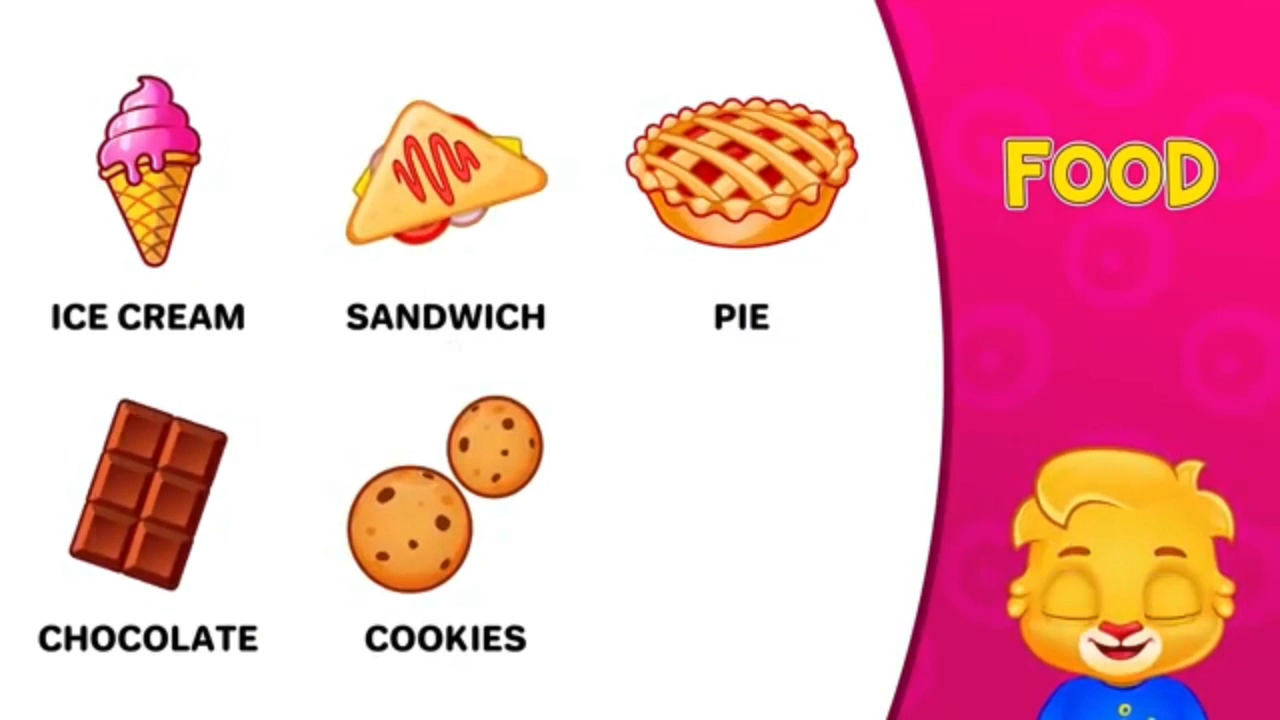 ICE CREAM
SANDWICH
PIE
CHOCOLATE
COOKIES
FOOD